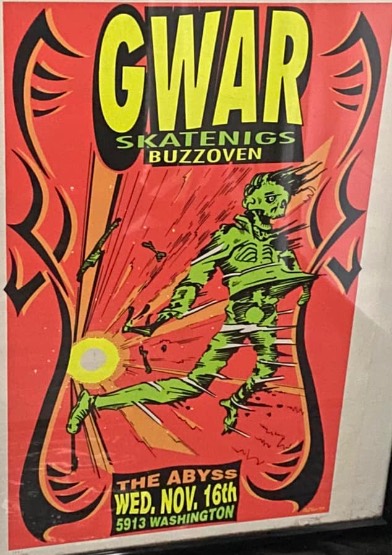 GWAR
SKATENIGS
BUZZOVEN
THE ABYSS
WED. NOV. 16th
5913 WASHINGTON